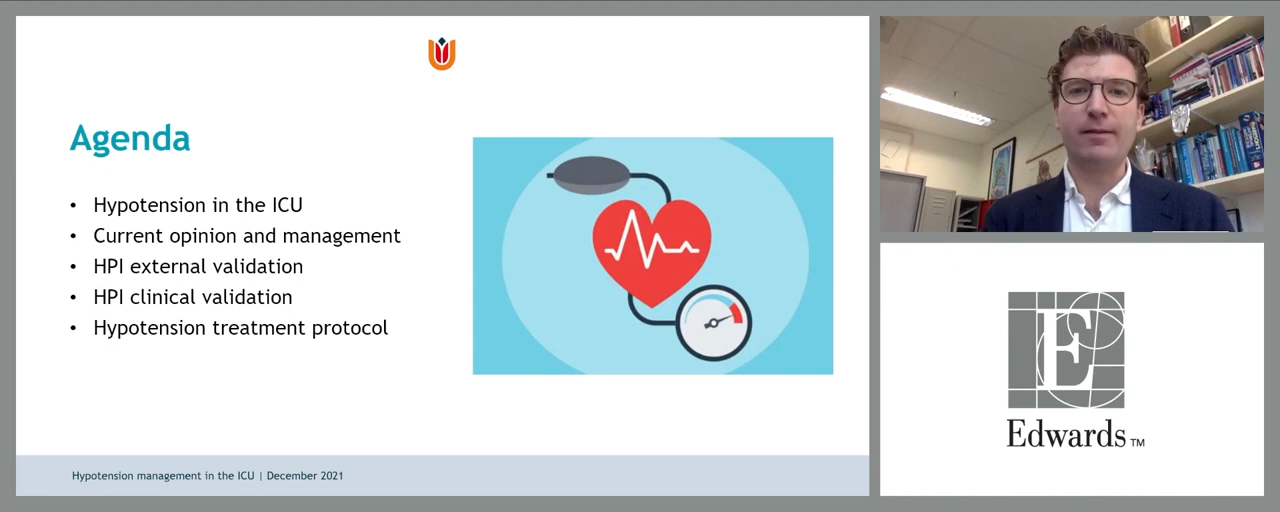 Agenda
• Hypotension in the ICU
• Current opinion and management
• HPI external validation
• HPI clinical validation
• Hypotension treatment protocol
Hypotension management in the ICU | December 2021
E
Edwards™